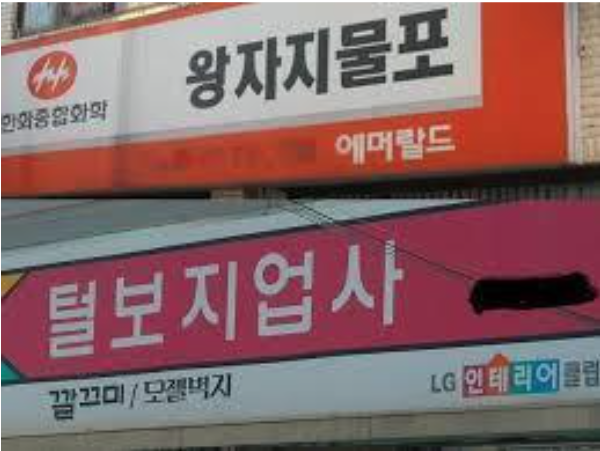 왕자지물포
한화종합화학
에머랄드
털보지업사
깔끄미/모젤벽지
LG 인테리어클럽